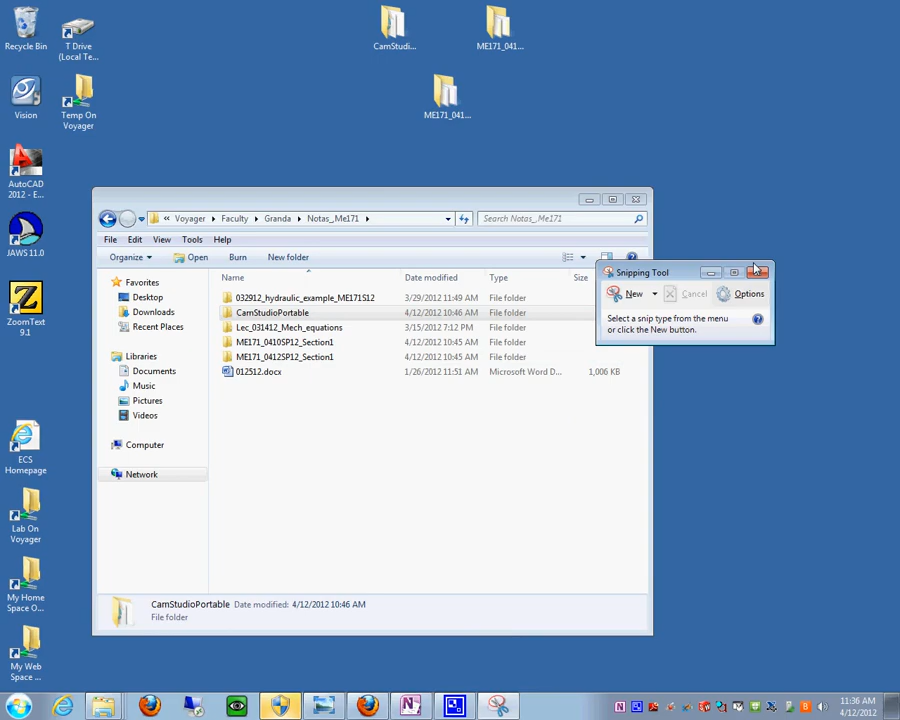 Recycle Bin
T Drive
(Local Te...
CamStudi...
ME171_041...
Vision
Temp On
Voyager
ME171_041...
AutoCAD
2012 - E...
JAWS 11.0
ZoomText
9.1
ECS
Homepage
Lab On
Voyager
My Home
Space O...
My Web
Space ...
« Voyager Faculty Granda Notas_Me171
Search Notas_Me171
File Edit View Tools Help
Organize Open Burn New folder
Name Date modified Type Size
Favorites
Desktop
Downloads
Recent Places
Libraries
Documents
Music
Pictures
Videos
Computer
Network
032912_hydraulic_example_ME171S12 3/29/2012 11:49 AM File folder
CamStudioPortable 4/12/2012 10:46 AM File folder
Lec_031412_Mech_equations 3/15/2012 7:12 PM File folder
ME171_0410SP12_Section1 4/12/2012 10:45 AM File folder
ME171_0412SP12_Section1 4/12/2012 10:45 AM File folder
012512.docx 1/26/2012 11:51 AM Microsoft Word D... 1,006 KB
CamStudioPortable Date modified: 4/12/2012 10:46 AM
File folder
Snipping Tool
New Cancel Options
Select a snip type from the menu
or click the New button.
11:36 AM
4/12/2012